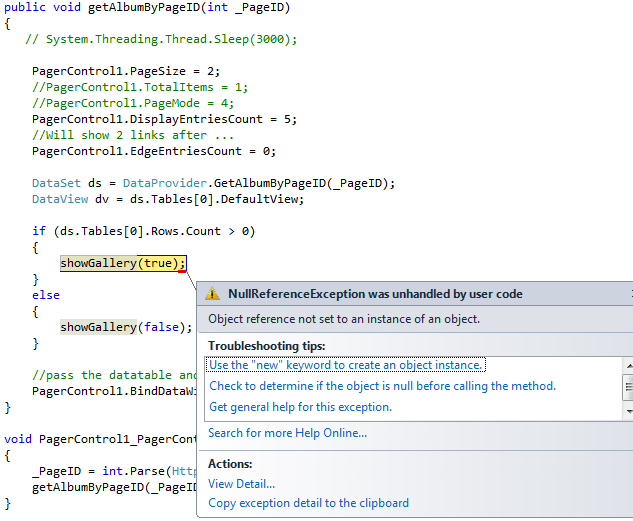 public void getAlbumByPageID(int _PageID)
{
// System.Threading.Thread.Sleep(3000);
PagerControl1.PageSize = 2;
//PagerControl1.TotalItems = 1;
//PagerControl1.PageMode = 4;
PagerControl1.DisplayEntriesCount = 5;
//Will show 2 links after ...
PagerControl1.EdgeEntriesCount = 0;
DataSet ds = DataProvider.GetAlbumByPageID(_PageID);
DataView dv = ds.Tables[0].DefaultView;
if (ds.Tables[0].Rows.Count > 0)
{
showGallery(true);
}
else
{
showGallery(false);
}
//pass the datatable and
PagerControl1.BindDataWi
}
void PagerControl1_PagerCont
{
_PageID = int.Parse(Http
getAlbumByPageID(_PageID
}
NullReferenceException was unhandled by user code
Object reference not set to an instance of an object.
Troubleshooting tips:
Use the "new" keyword to create an object instance.
Check to determine if the object is null before calling the method.
Get general help for this exception.
Search for more Help Online...
Actions:
View Detail...
Copy exception detail to the clipboard